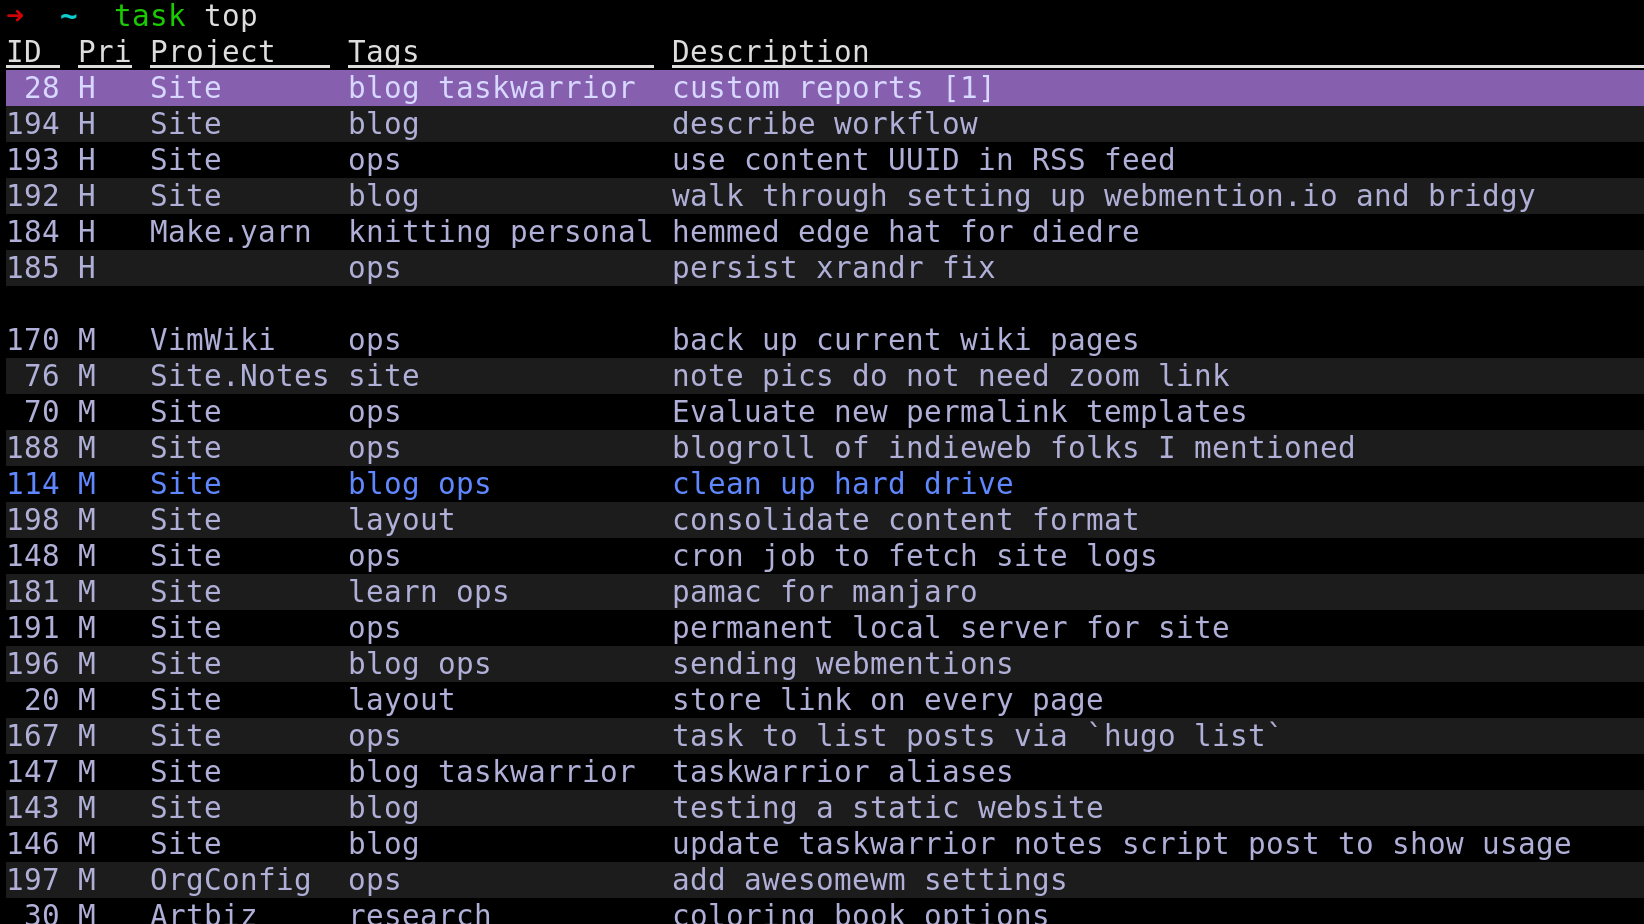 ➜ ~ task top
ID Pri Project Tags Description
28 H Site blog taskwarrior custom reports [1]
194 H Site blog describe workflow
193 H Site ops use content UUID in RSS feed
192 H Site blog walk through setting up webmention.io and bridgy
184 H Make.yarn knitting personal hemmed edge hat for diedre
185 H ops persist xrandr fix
170 M VimWiki ops back up current wiki pages
76 M Site.Notes site note pics do not need zoom link
70 M Site ops Evaluate new permalink templates
188 M Site ops blogroll of indieweb folks I mentioned
114 M Site blog ops clean up hard drive
198 M Site layout consolidate content format
148 M Site ops cron job to fetch site logs
181 M Site learn ops pamac for manjaro
191 M Site ops permanent local server for site
196 M Site blog ops sending webmentions
20 M Site layout store link on every page
167 M Site ops task to list posts via `hugo list`
147 M Site blog taskwarrior taskwarrior aliases
143 M Site blog testing a static website
146 M Site blog update taskwarrior notes script post to show usage
197 M OrgConfig ops add awesomewm settings
30 M Artbiz research coloring book options